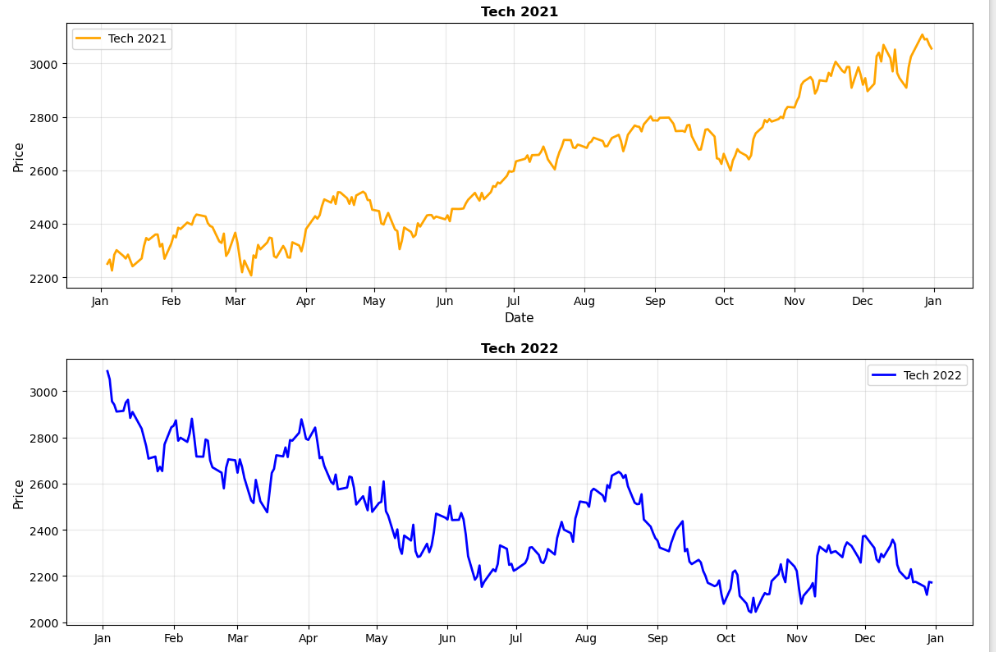 Tech 2021
Tech 2021
Price
3000
2800
2600
2400
2200
Jan Feb Mar Apr May Jun Jul Aug Sep Oct Nov Dec Jan
Date
Tech 2022
Tech 2022
Price
3000
2800
2600
2400
2200
2000
Jan Feb Mar Apr May Jun Jul Aug Sep Oct Nov Dec Jan